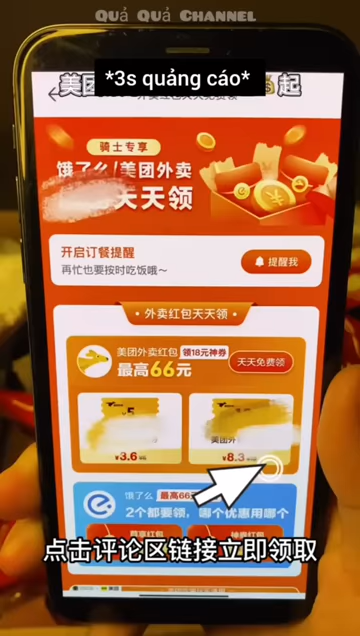 Quả Quả Channel
美团
*3s quảng cáo*
起
骑士专享
饿了么/美团外卖
天天领
开启订餐提醒
再忙也要按时吃饭哦~
提醒我
外卖红包天天领
美团外卖红包 领18元神券
最高66元
天天免费领
¥5
¥3.6
美团外
¥8.3
饿了么 最高66
2个都要领，哪个优惠用哪个
点击评论区链接立即领取